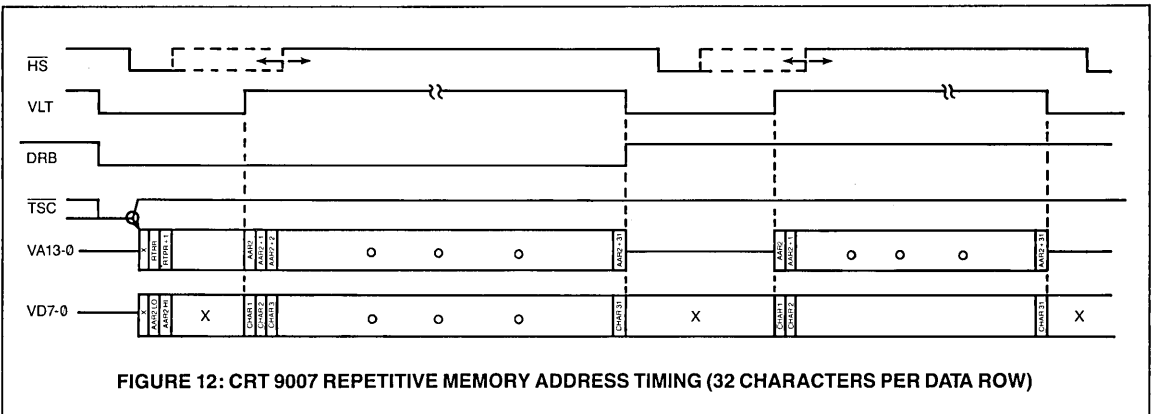 HS
VLT
DRB
TSC
VA13-0
X
RTRB
RTPR + 1
AAR2
AAR2 + 1
AAR2 + 2
AAR2 + 31
AAR2
AAR2 + 1
AAR2 + 31
VD7-0
X
AAR2 LO
AAR2 HI
X
CHAR 1
CHAR 2
CHAR 3
CHAR 31
X
CHAR 1
CHAR 2
CHAR 31
X
FIGURE 12: CRT 9007 REPETITIVE MEMORY ADDRESS TIMING (32 CHARACTERS PER DATA ROW)